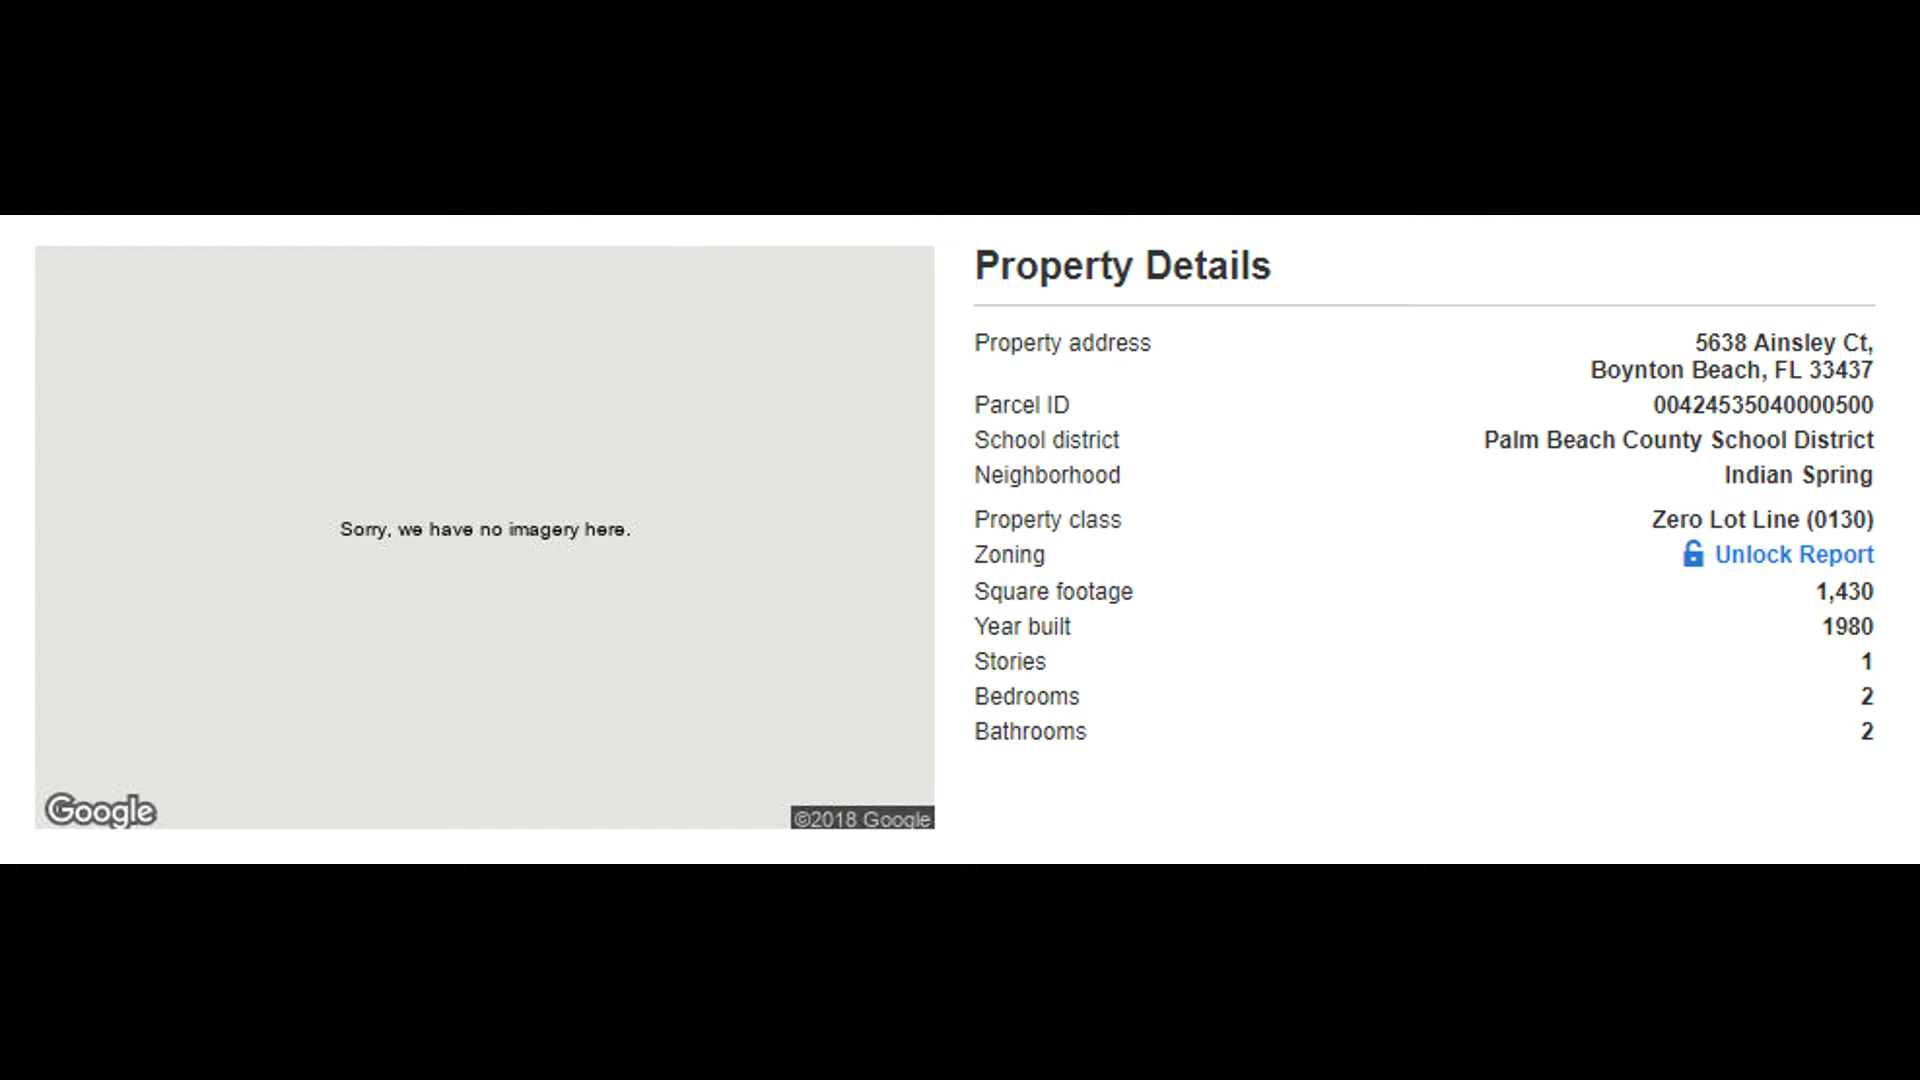 Sorry, we have no imagery here.
Google
©2018 Google
Property Details
Property address 5638 Ainsley Ct,
Boynton Beach, FL 33437
Parcel ID 00424535040000500
School district Palm Beach County School District
Neighborhood Indian Spring
Property class Zero Lot Line (0130)
Zoning Unlock Report
Square footage 1,430
Year built 1980
Stories 1
Bedrooms 2
Bathrooms 2